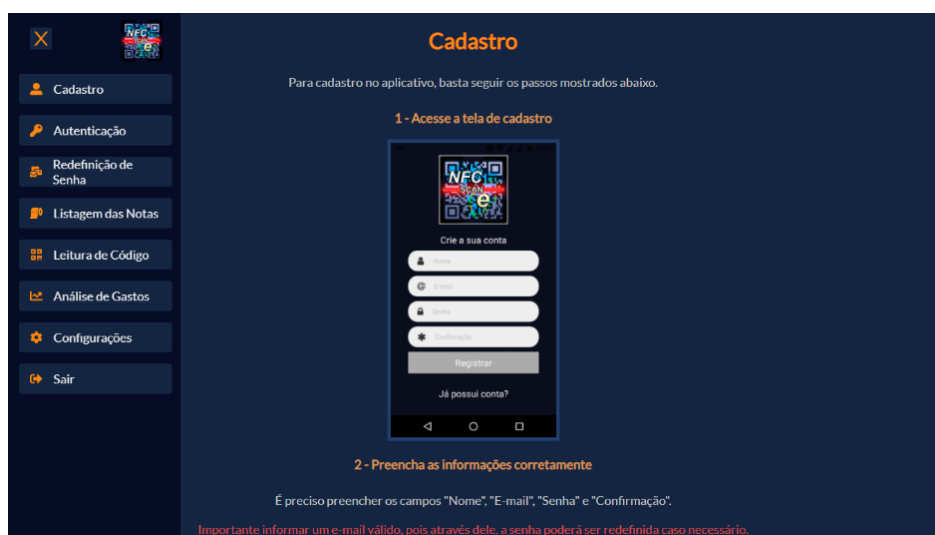 X
NFC
e
Cadastro
Autenticação
Redefinição de
Senha
Listagem das Notas
Leitura de Código
Análise de Gastos
Configurações
Sair
Cadastro
Para cadastro no aplicativo, basta seguir os passos mostrados abaixo.
1 - Acesse a tela de cadastro
NFC
SCAN
e
Crie a sua conta
Nome
E-mail
Senha
Confirmação
Registrar
Já possui conta?
2 - Preencha as informações corretamente
É preciso preencher os campos "Nome", "E-mail", "Senha" e "Confirmação".
Importante informar um e-mail válido, pois através dele, a senha poderá ser redefinida caso necessário.